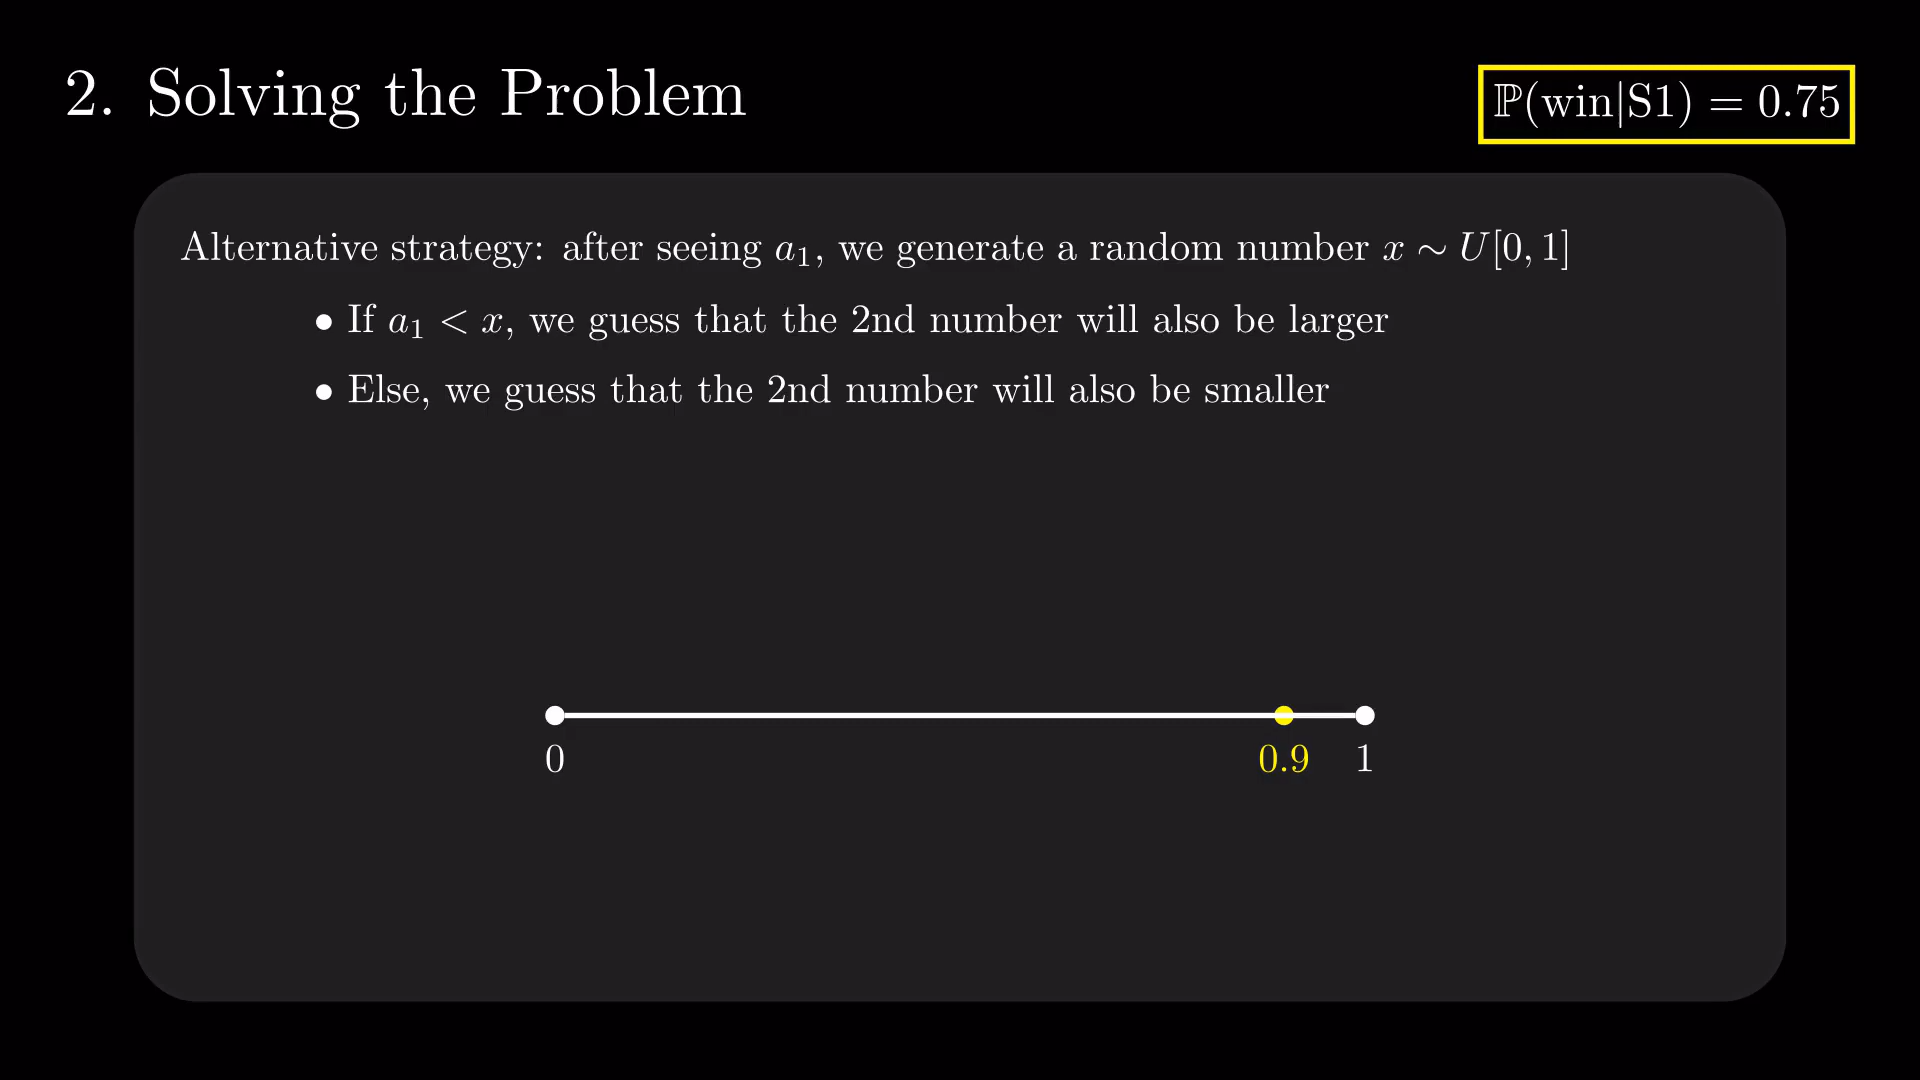 2. Solving the Problem
ℙ(win|S1) = 0.75
Alternative strategy: after seeing a₁, we generate a random number x ∼ U[0, 1]
• If a₁ < x, we guess that the 2nd number will also be larger
• Else, we guess that the 2nd number will also be smaller
0 0.9 1